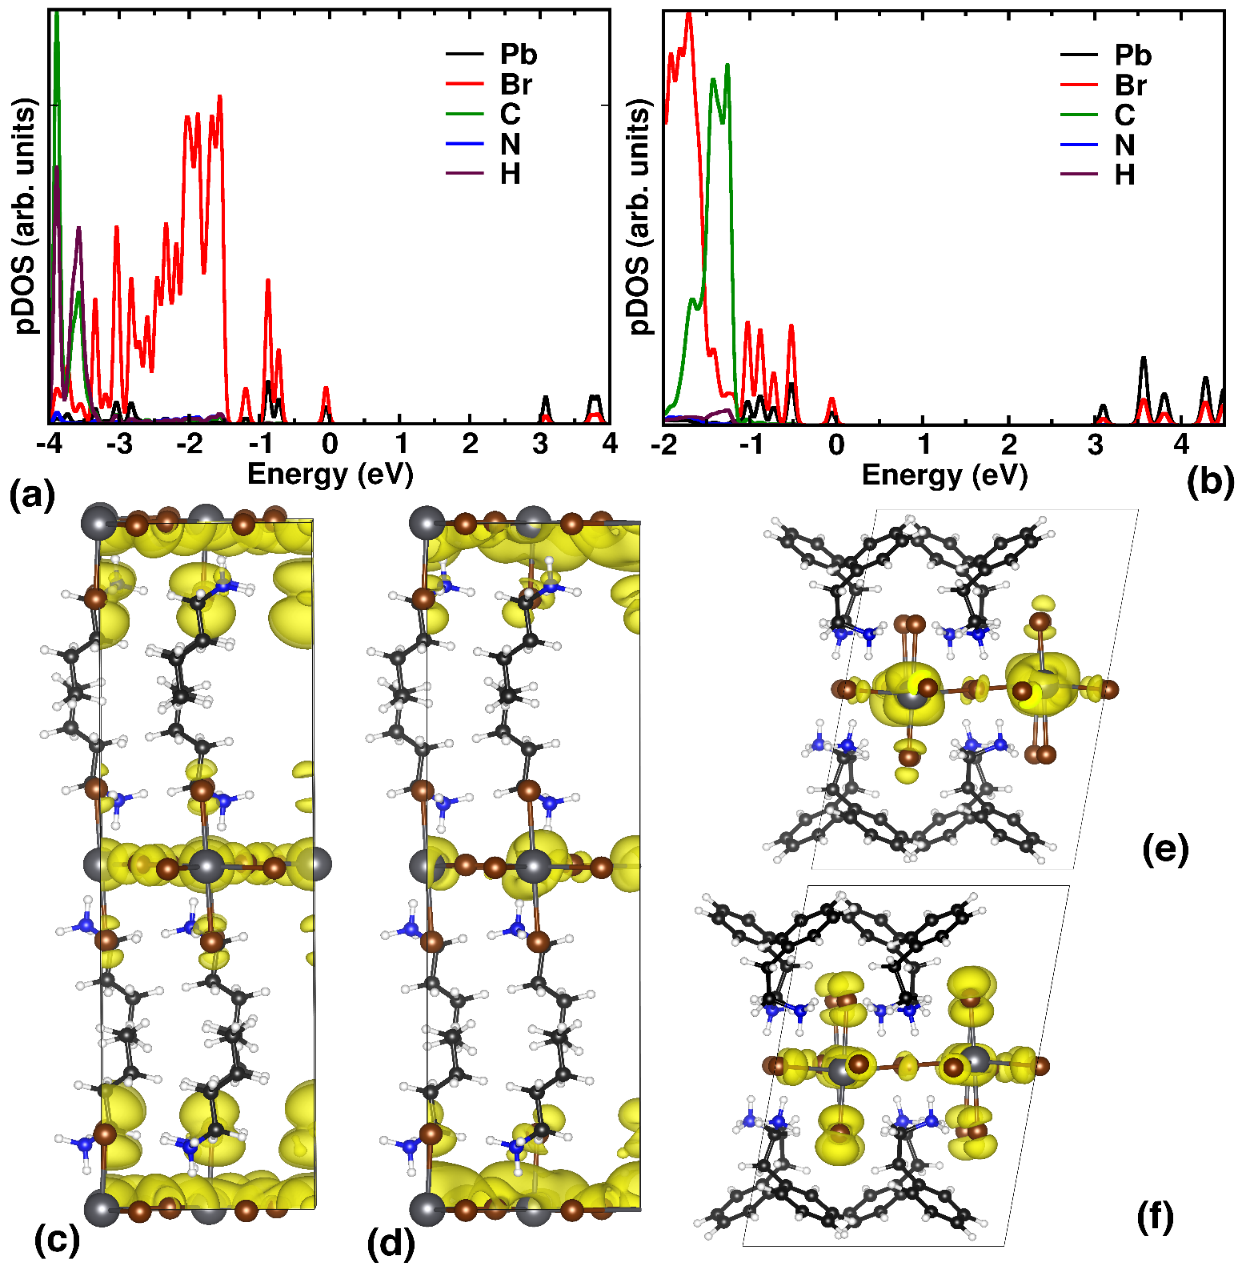 pDOS (arb. units)
Pb
Br
C
N
H
-4 -3 -2 -1 0 1 2 3 4
Energy (eV)
(a)
pDOS (arb. units)
Pb
Br
C
N
H
-2 -1 0 1 2 3 4
Energy (eV)
(b)
(c)
(d)
(e)
(f)